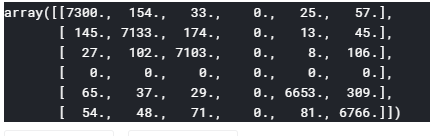 array([[7300., 154., 33., 0., 25., 57.],
[ 145., 7133., 174., 0., 13., 45.],
[ 27., 102., 7103., 0., 8., 106.],
[ 0., 0., 0., 0., 0., 0.],
[ 65., 37., 29., 0., 6653., 309.],
[ 54., 48., 71., 0., 81., 6766.]])